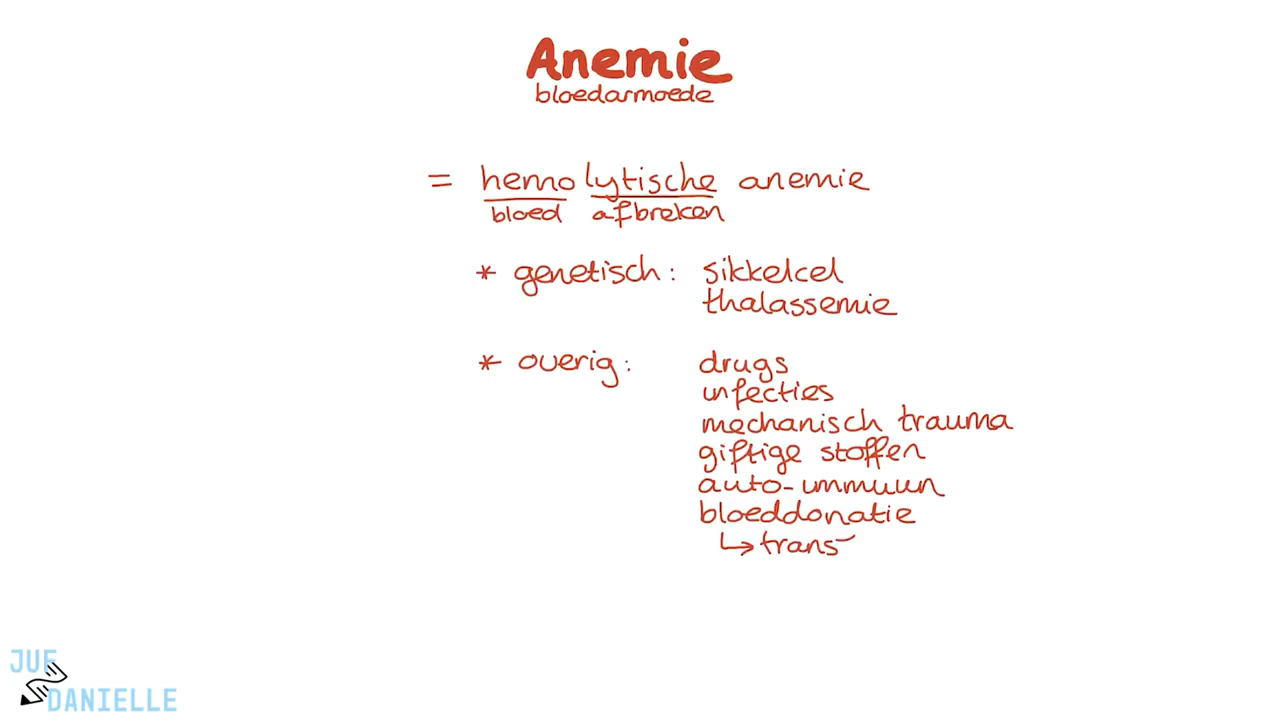 Anemie
bloedarmoede
= hemolytische anemie
bloed afbreken
* genetisch: sikkelcel
thalassemie
* overig: drugs
infecties
mechanisch trauma
giftige stoffen
auto-immuun
bloeddonatie
↳ trans
JUF
DANIELLE